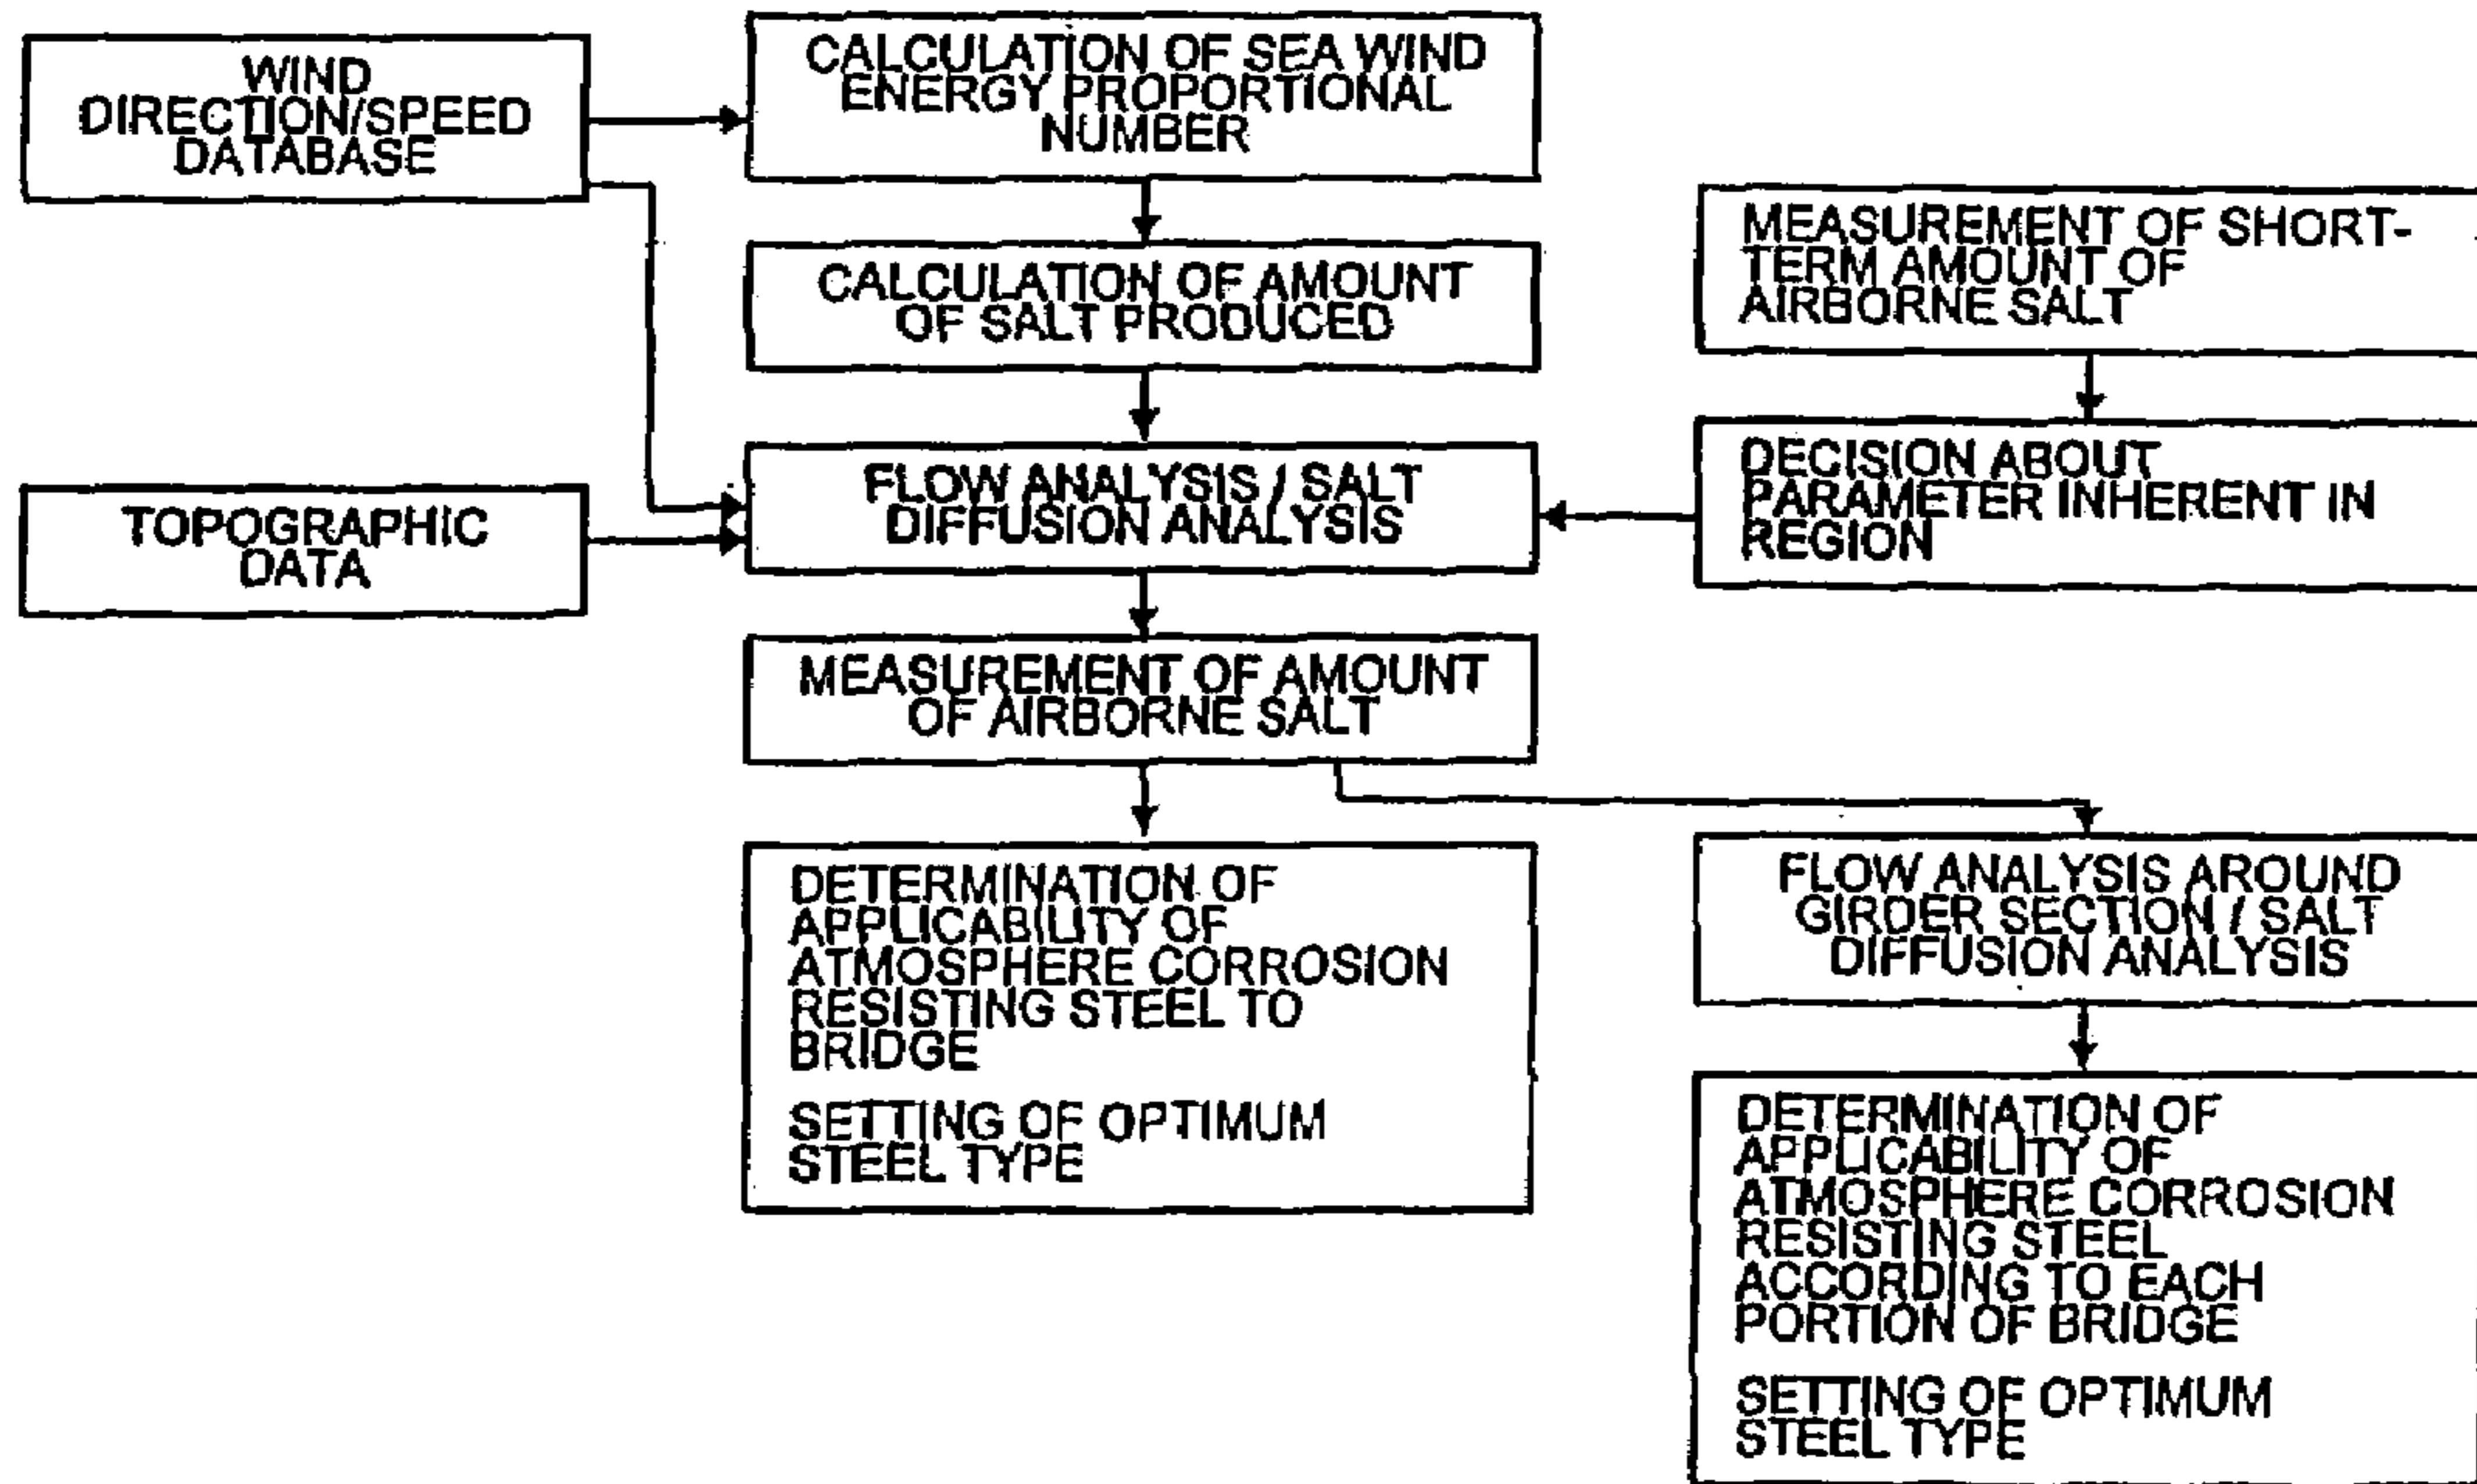 WIND
DIRECTION/SPEED
DATABASE
CALCULATION OF SEA WIND
ENERGY PROPORTIONAL
NUMBER
CALCULATION OF AMOUNT
OF SALT PRODUCED
MEASUREMENT OF SHORT-
TERM AMOUNT OF
AIRBORNE SALT
TOPOGRAPHIC
DATA
FLOW ANALYSIS / SALT
DIFFUSION ANALYSIS
DECISION ABOUT
PARAMETER INHERENT IN
REGION
MEASUREMENT OF AMOUNT
OF AIRBORNE SALT
DETERMINATION OF
APPLICABILITY OF
ATMOSPHERE CORROSION
RESISTING STEEL TO
BRIDGE
SETTING OF OPTIMUM
STEEL TYPE
FLOW ANALYSIS AROUND
GIRDER SECTION / SALT
DIFFUSION ANALYSIS
DETERMINATION OF
APPLICABILITY OF
ATMOSPHERE CORROSION
RESISTING STEEL
ACCORDING TO EACH
PORTION OF BRIDGE
SETTING OF OPTIMUM
STEEL TYPE